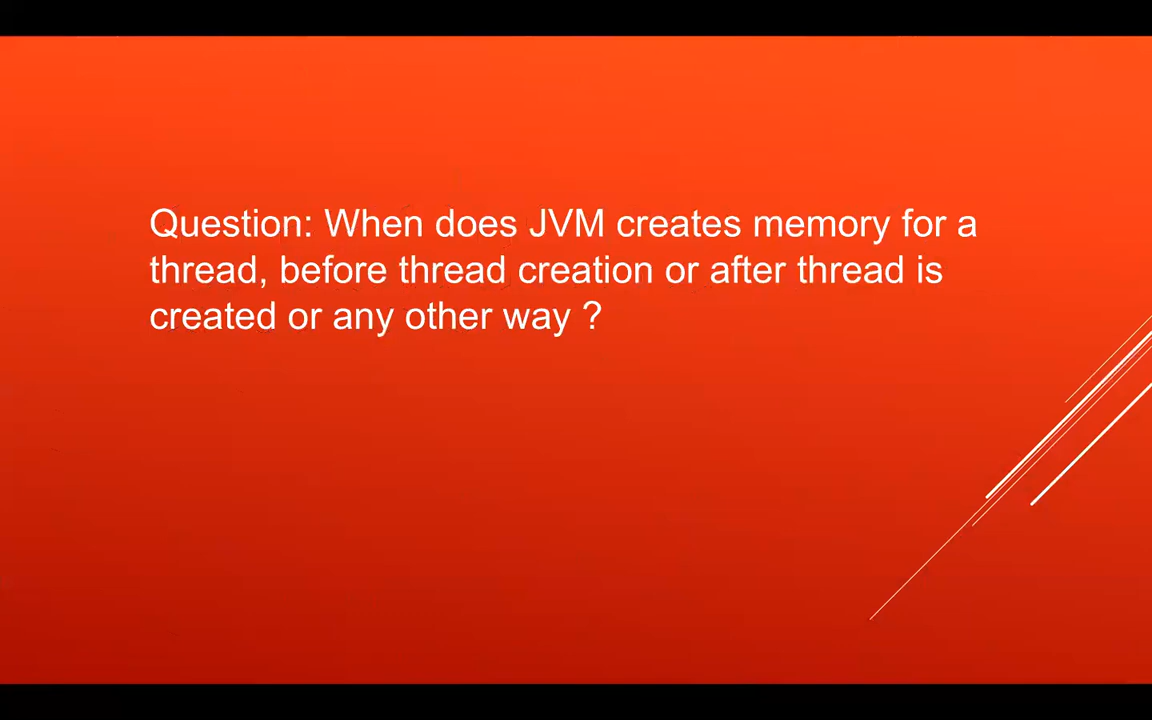 Question: When does JVM creates memory for a
thread, before thread creation or after thread is
created or any other way ?